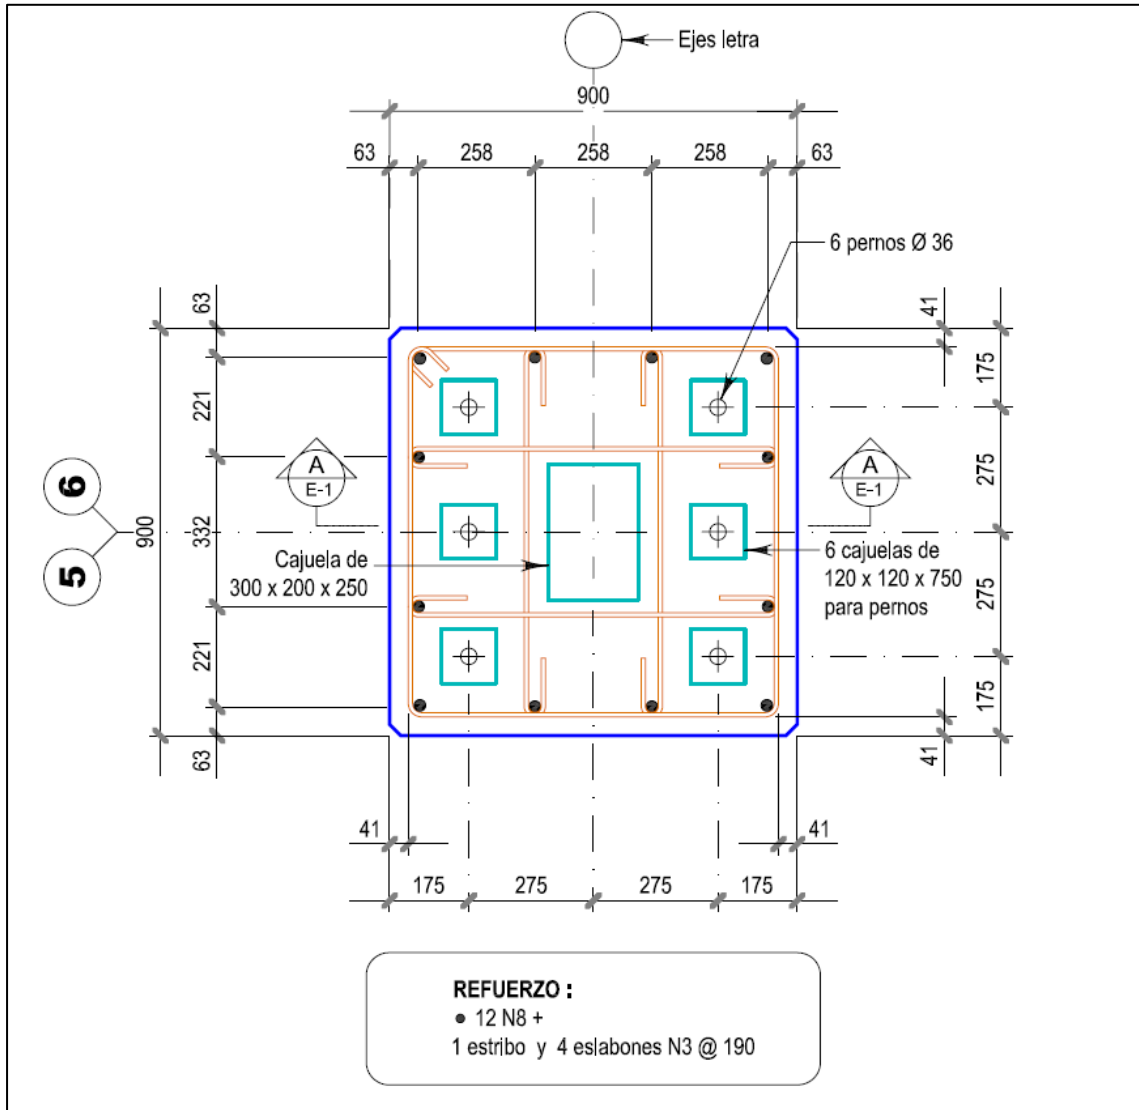 Ejes letra
900
63 258 258 258 63
6 pernos Ø 36
63
41
175
221
275
A
E-1
A
E-1
6
5
900
332
Cajuela de
300 x 200 x 250
6 cajuelas de
120 x 120 x 750
para pernos
275
221
175
63
41
41
41
175 275 275 175
REFUERZO :
12 N8 +
1 estribo y 4 eslabones N3 @ 190